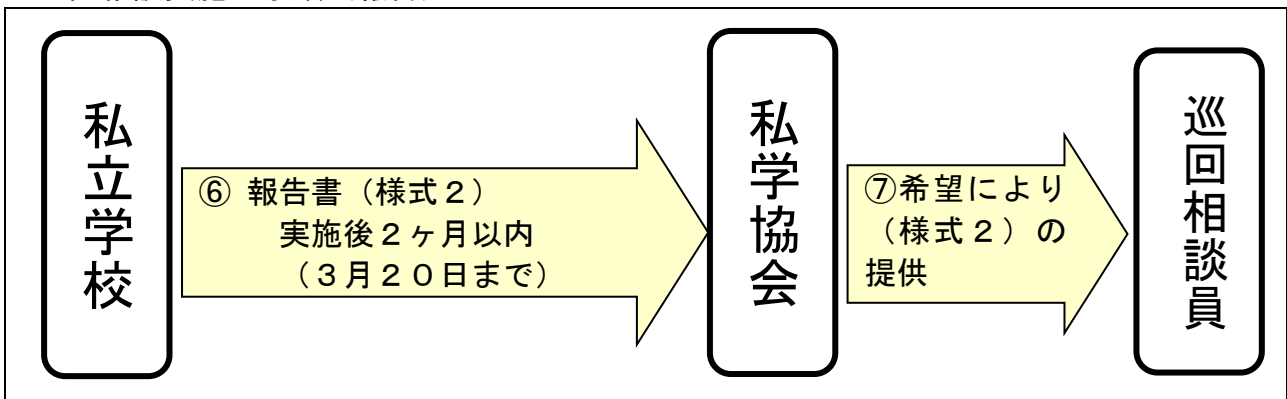 私立学校
⑥ 報告書（様式２）
実施後２ヶ月以内
（３月２０日まで）
私学協会
⑦希望により
（様式２）の
提供
巡回相談員